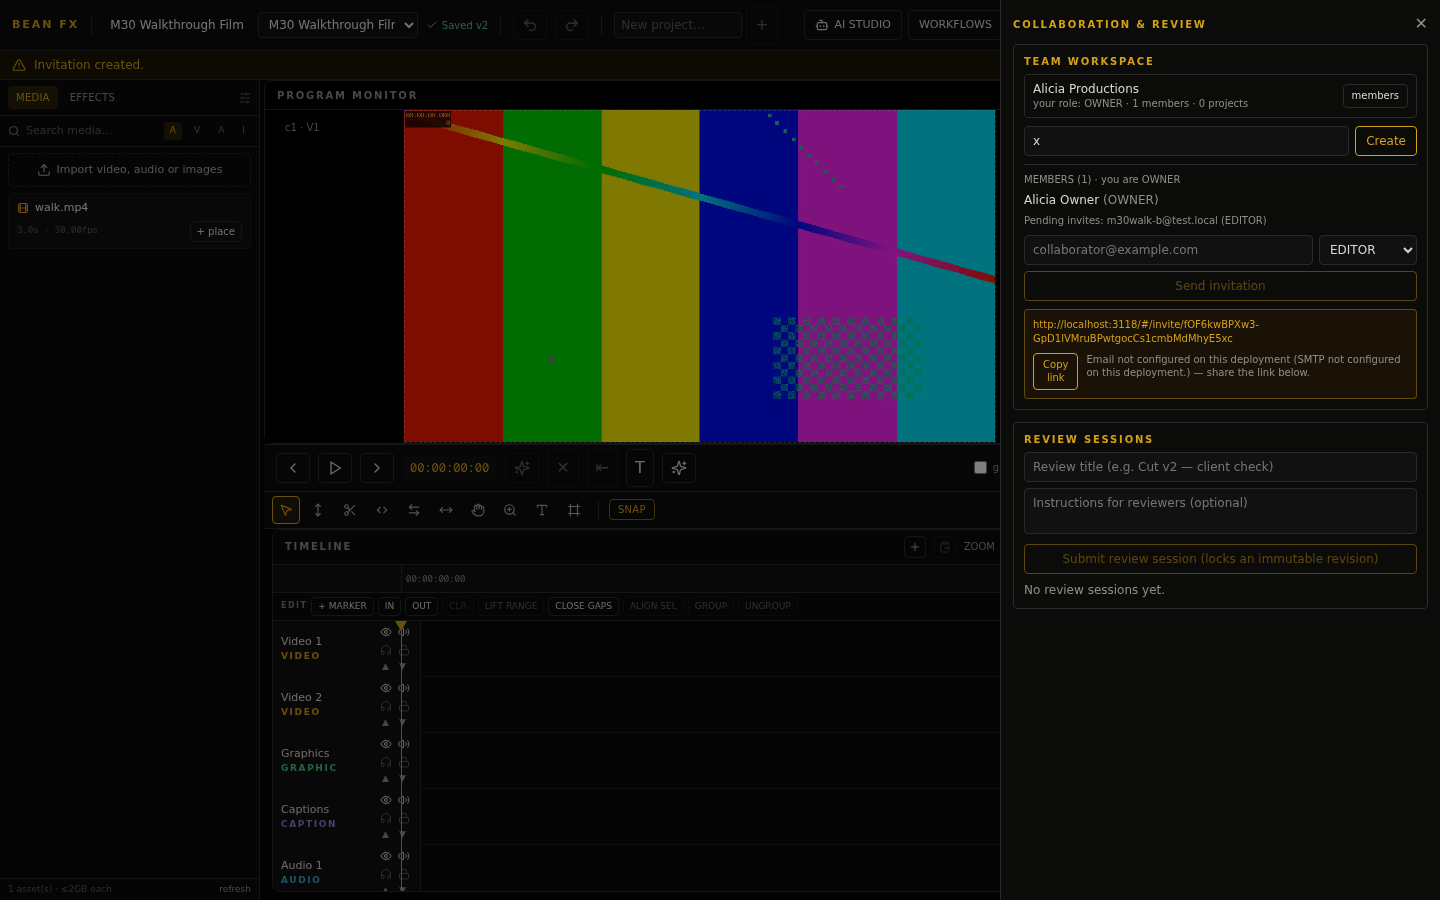 BEAN FX
M30 Walkthrough Film
M30 Walkthrough Filr
Saved v2
New project...
AI STUDIO
WORKFLOWS
Invitation created.
MEDIA
EFFECTS
Search media...
A
V
A
I
Import video, audio or images
walk.mp4
3.0s · 30.00fps
+ place
1 asset(s) · ≤2GB each
refresh
PROGRAM MONITOR
c1 · V1
00:00:00.000
00:00:00:00
T
SNAP
TIMELINE
ZOOM
00:00:00:00
EDIT
+ MARKER
IN
OUT
CLR
LIFT RANGE
CLOSE GAPS
ALIGN SEL
GROUP
UNGROUP
Video 1
VIDEO
Video 2
VIDEO
Graphics
GRAPHIC
Captions
CAPTION
Audio 1
AUDIO
COLLABORATION & REVIEW
TEAM WORKSPACE
Alicia Productions
your role: OWNER · 1 members · 0 projects
members
x
Create
MEMBERS (1) · you are OWNER
Alicia Owner (OWNER)
Pending invites: m30walk-b@test.local (EDITOR)
collaborator@example.com
EDITOR
Send invitation
http://localhost:3118/#/invite/fOF6kwBPXw3-
GpD1IVMruBPwtgocCs1cmbMdMhyE5xc
Copy
link
Email not configured on this deployment (SMTP not configured
on this deployment.) — share the link below.
REVIEW SESSIONS
Review title (e.g. Cut v2 — client check)
Instructions for reviewers (optional)
Submit review session (locks an immutable revision)
No review sessions yet.